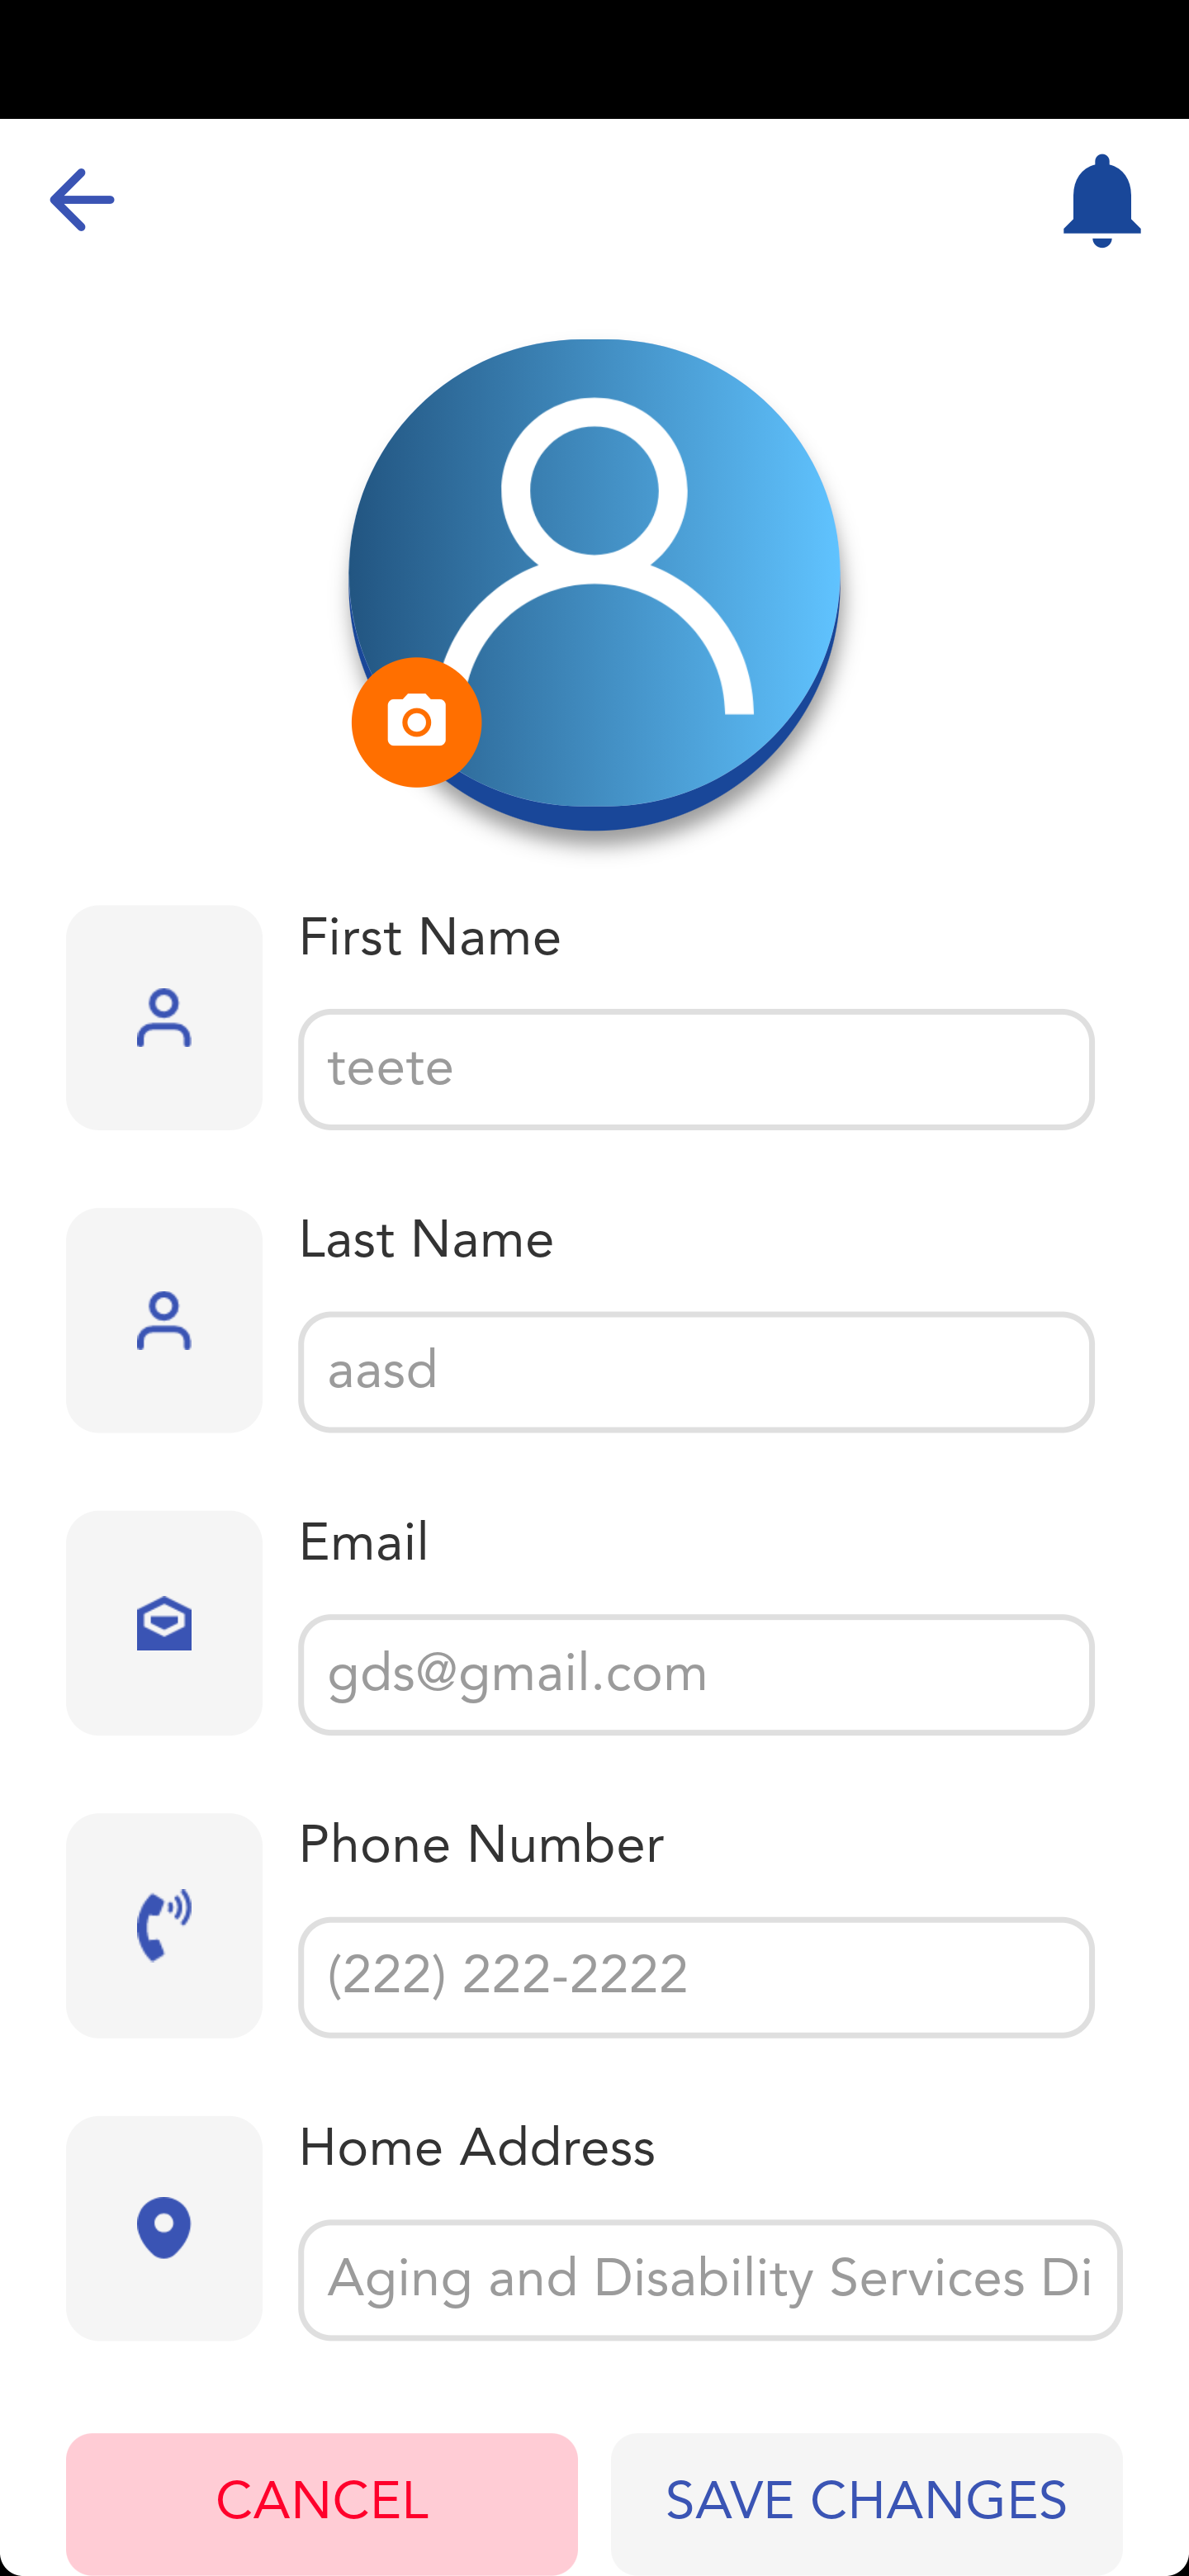 First Name
teete
Last Name
aasd
Email
gds@gmail.com
Phone Number
(222) 222-2222
Home Address
Aging and Disability Services Di
CANCEL
SAVE CHANGES